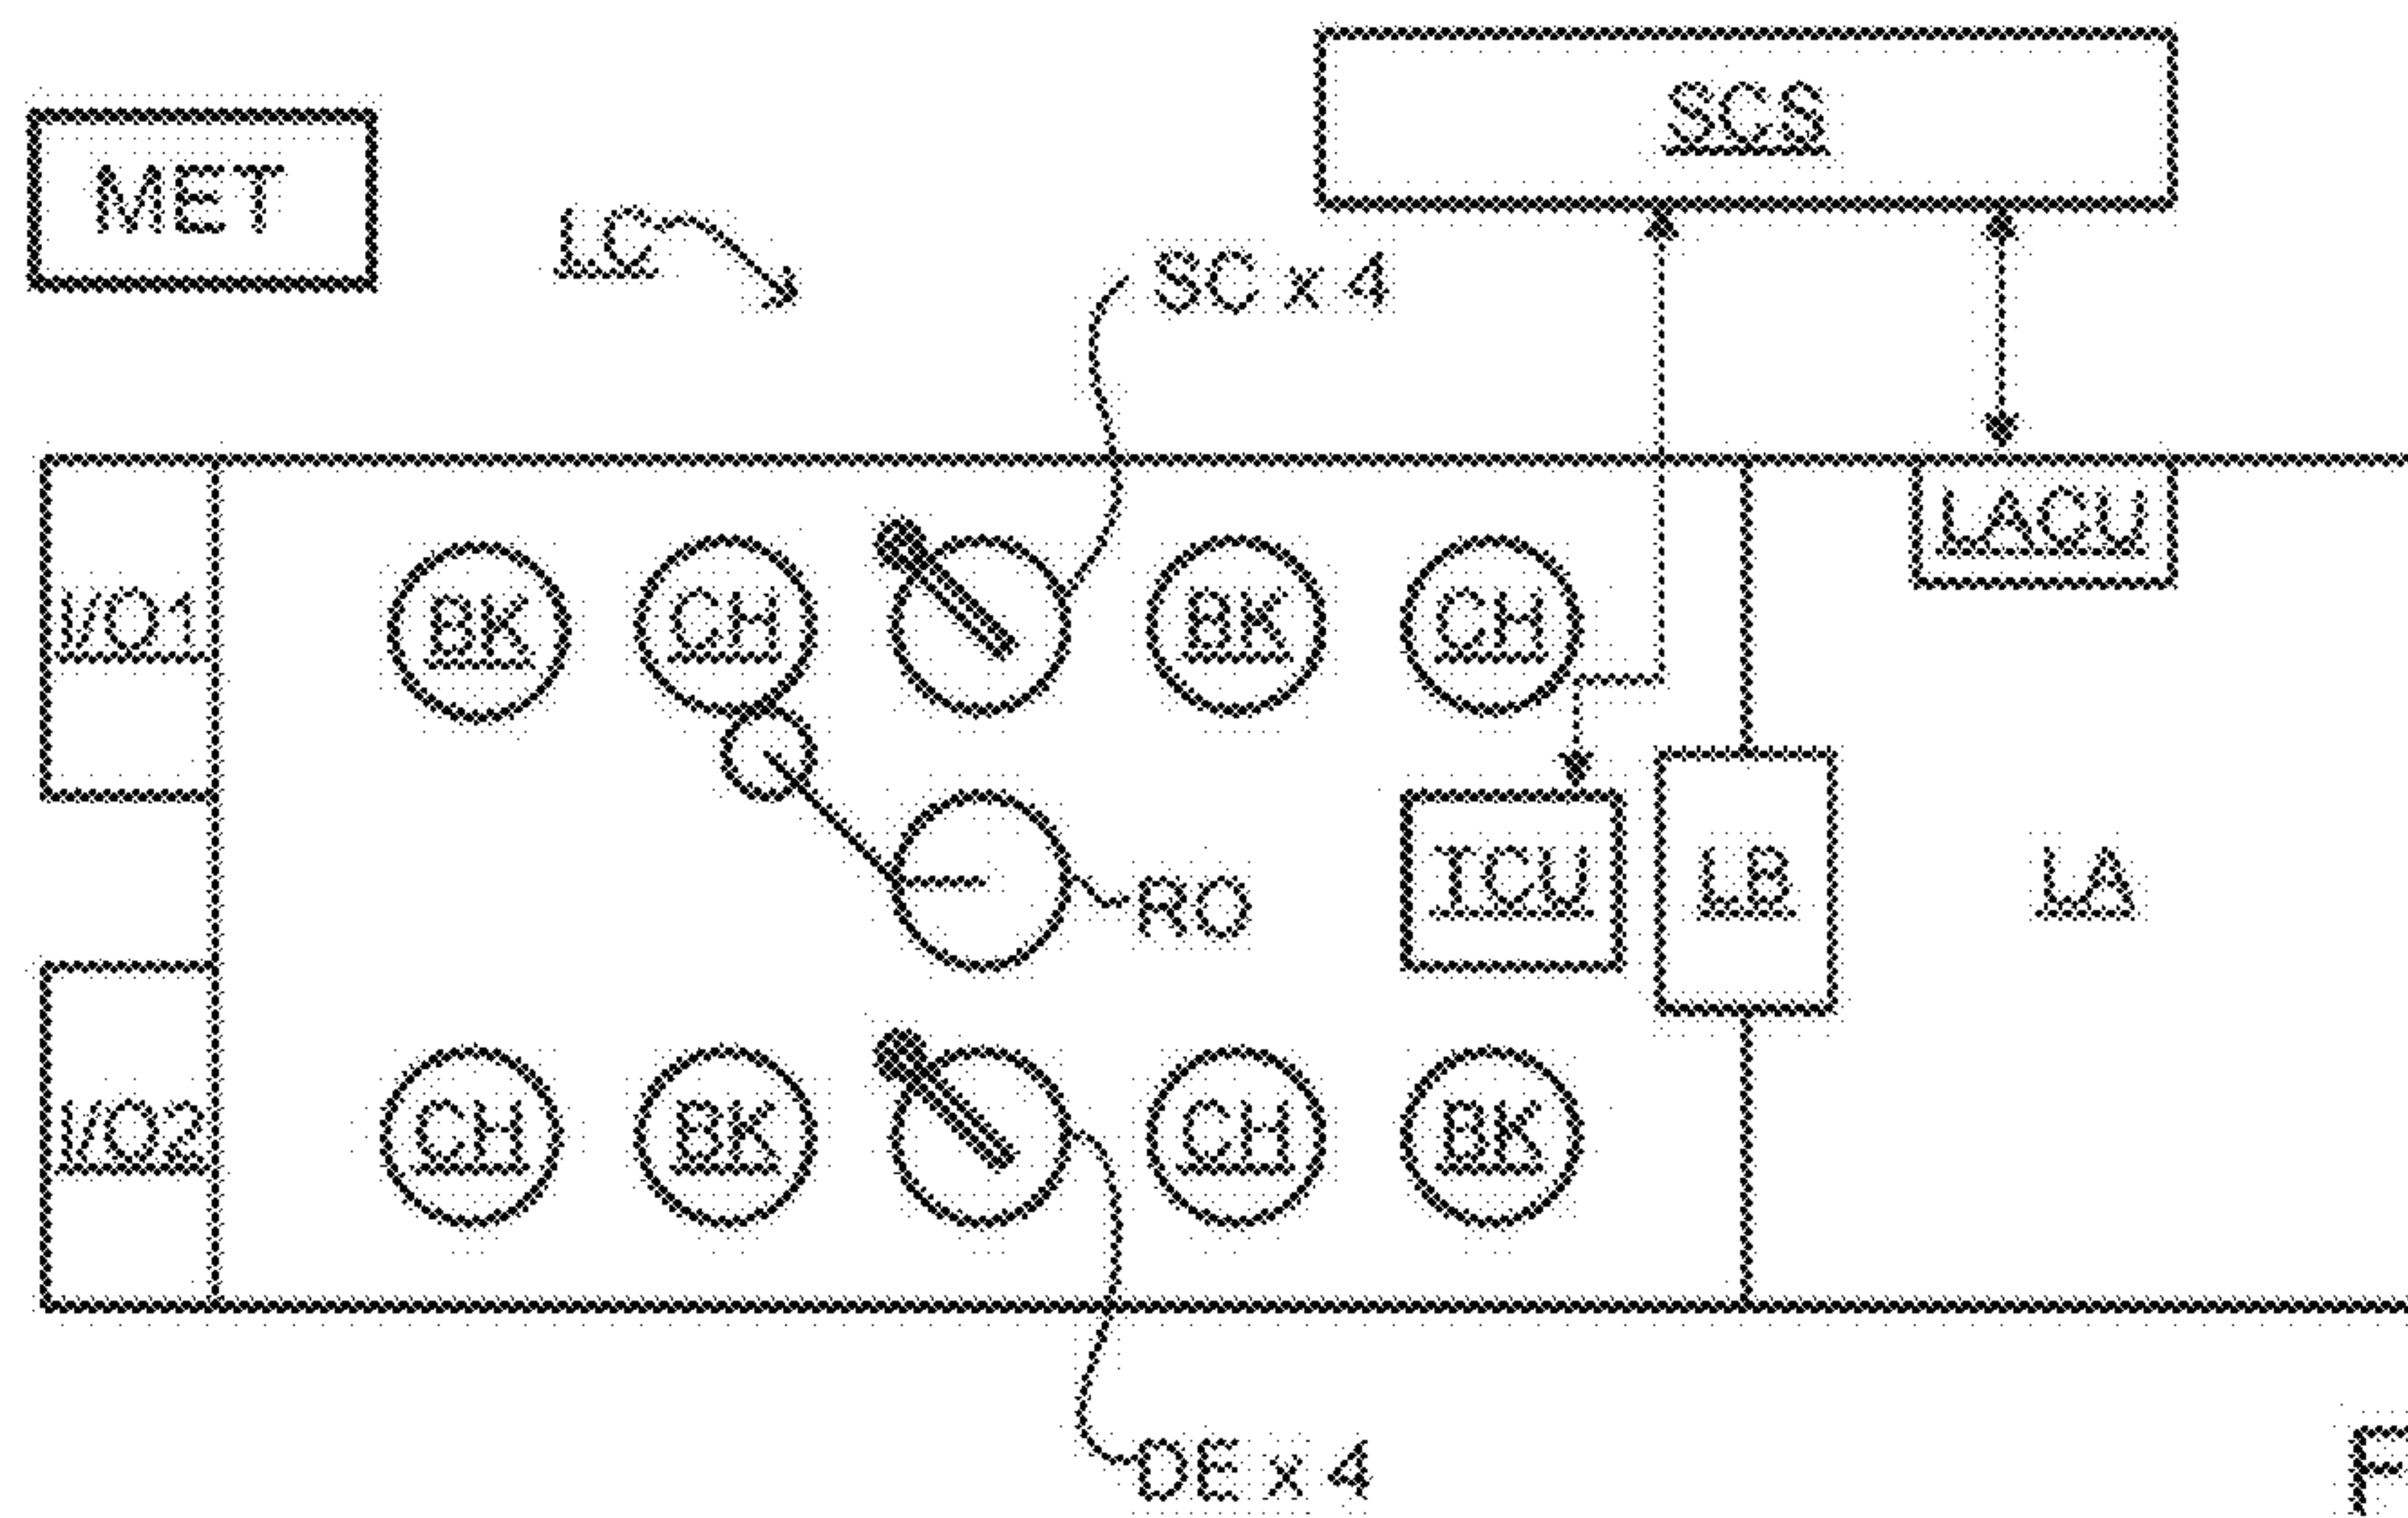 SCS
MET
LC
SC x 4
LACU
I/O1
BK CH BK CH
TCU LB LA
RO
I/O2
CH BK CH BK
DE x 4
F